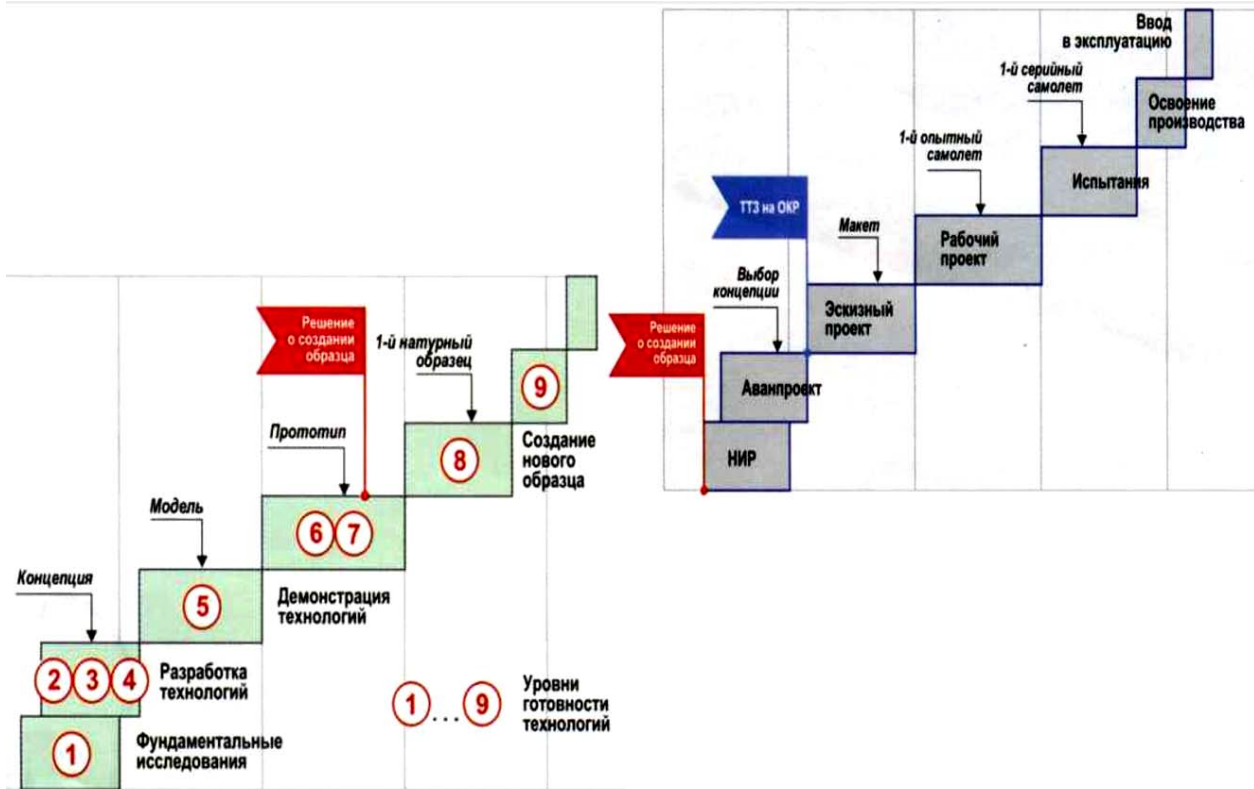 Решение
о создании
образца
1-й натурный
образец
9
Прототип
8
Создание
нового
образца
Модель
6 7
Концепция
5
Демонстрация
технологий
2 3 4
Разработка
технологий
1 ... 9
Уровни
готовности
технологий
1
Фундаментальные
исследования
Ввод
в эксплуатацию
1-й серийный
самолет
Освоение
производства
1-й опытный
самолет
Испытания
ТТЗ на ОКР
Макет
Рабочий
проект
Выбор
концепции
Эскизный
проект
Решение
о создании
образца
Аванпроект
НИР